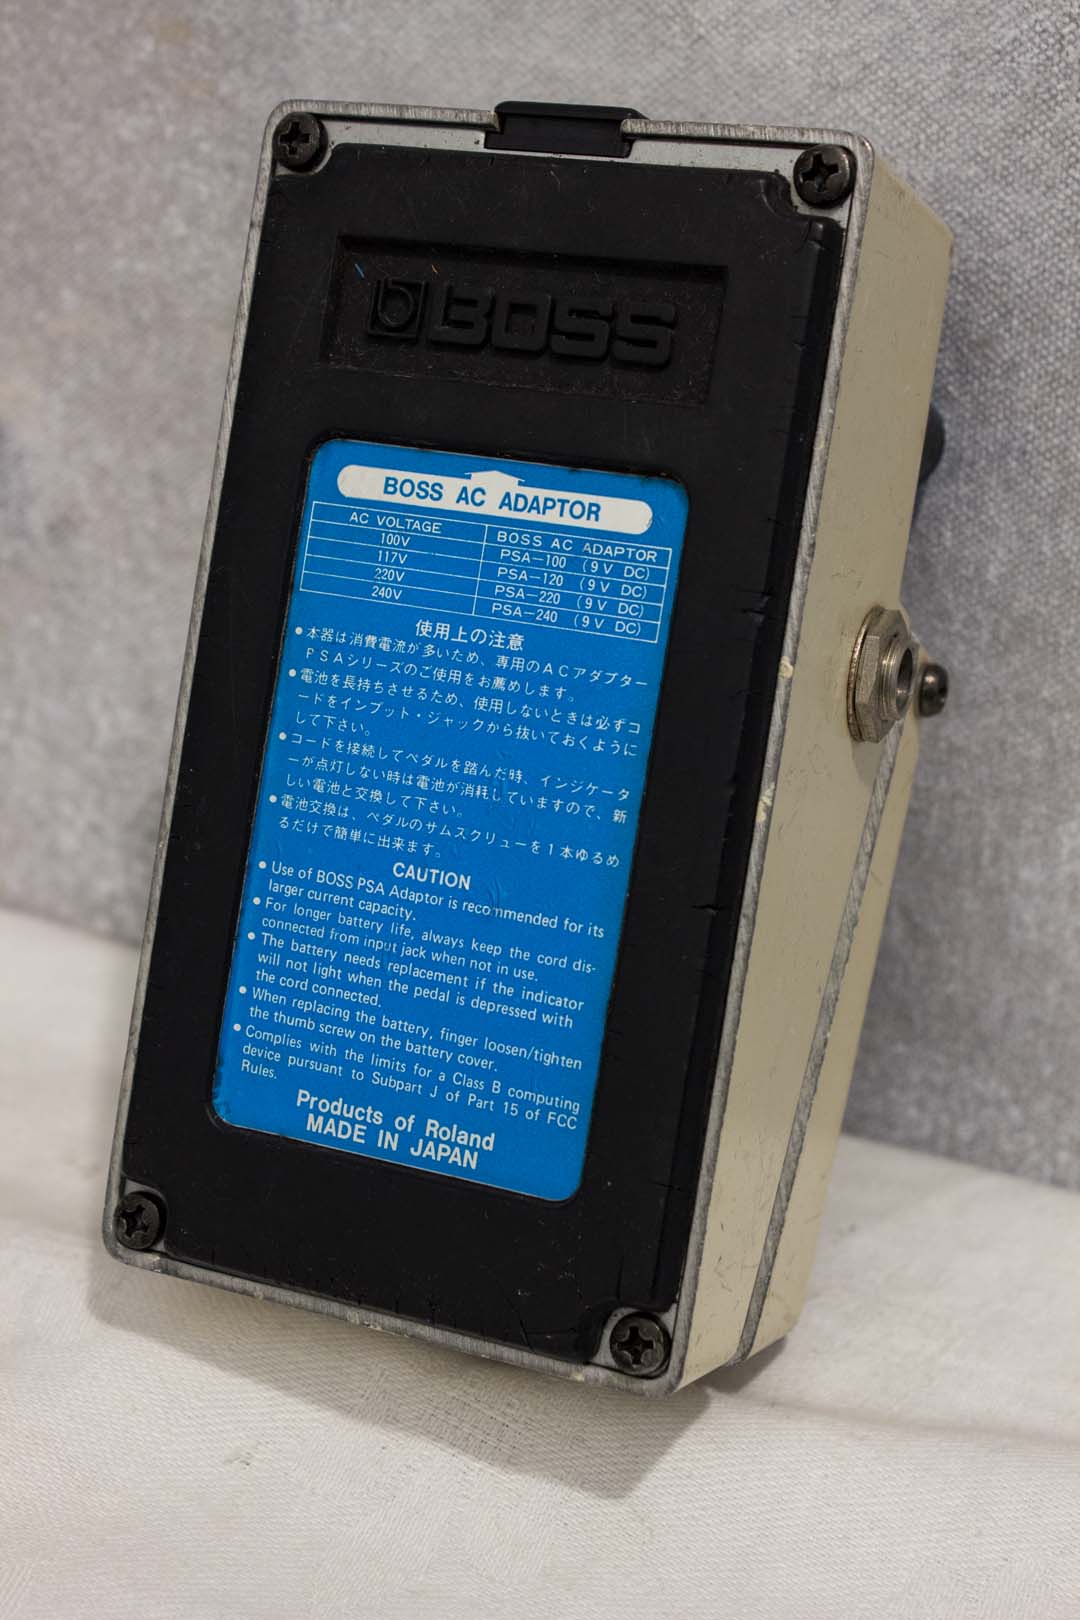 BOSS
BOSS AC ADAPTOR
AC VOLTAGE BOSS AC ADAPTOR
100V PSA-100 (9V DC)
117V PSA-120 (9V DC)
220V PSA-220 (9V DC)
240V PSA-240 (9V DC)
使用上の注意
●本器は消費電流が多いため、専用のACアダプター
PSAシリーズのご使用をお薦めします。
●電池を長持ちさせるため、使用しないときは必ずコ
ードをインプット・ジャックから抜いておくように
して下さい。
●コードを接続してペダルを踏んだ時、インジケータ
ーが点灯しない時は電池が消耗していますので、新
しい電池と交換して下さい。
●電池交換は、ペダルのサムスクリューを1本ゆるめ
るだけで簡単に出来ます。
CAUTION
●Use of BOSS PSA Adaptor is recommended for its
larger current capacity.
●For longer battery life, always keep the cord dis-
connected from input jack when not in use.
●The battery needs replacement if the indicator
will not light when the pedal is depressed with
the cord connected.
●When replacing the battery, finger loosen/tighten
the thumb screw on the battery cover.
●Complies with the limits for a Class B computing
device pursuant to Subpart J of Part 15 of FCC
Rules.
Products of Roland
MADE IN JAPAN